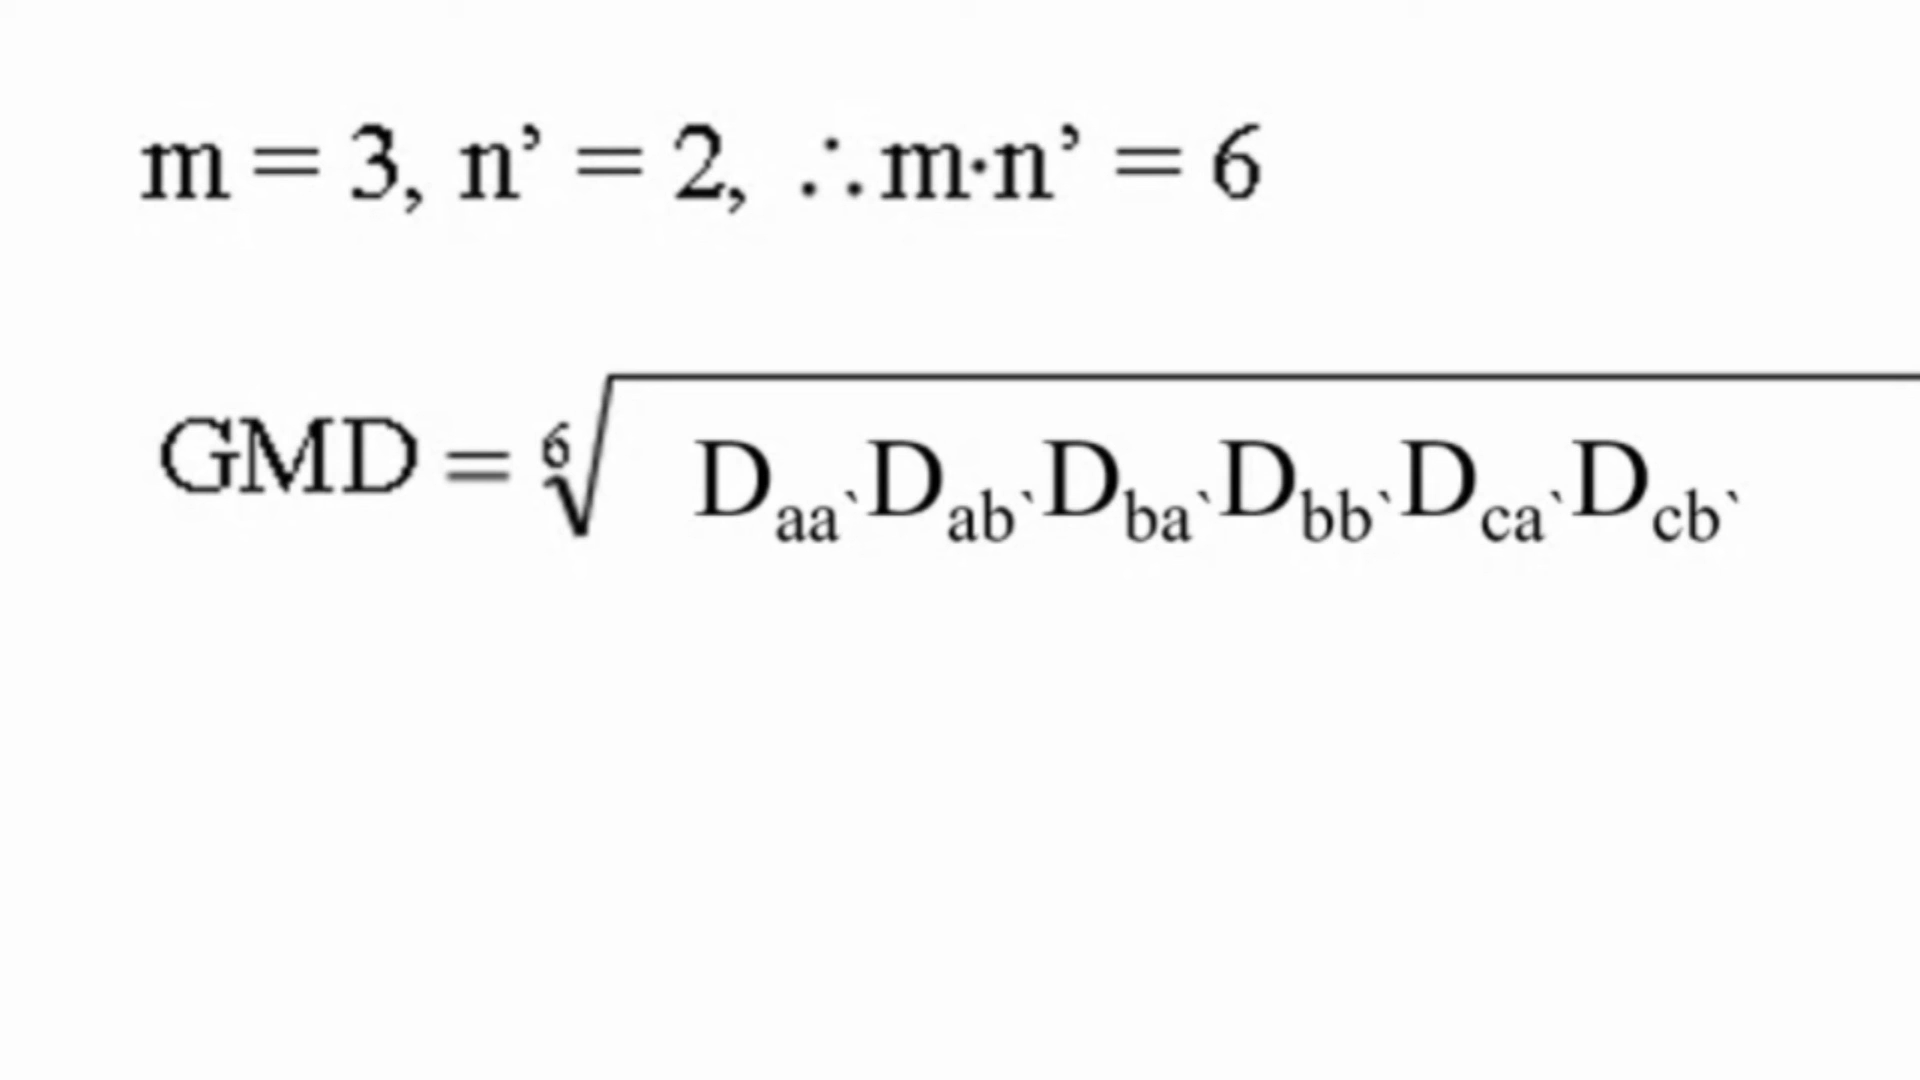 m = 3, n’ = 2, ∴m·n’ = 6
GMD = ⁶√ D_aa` D_ab` D_ba` D_bb` D_ca` D_cb`